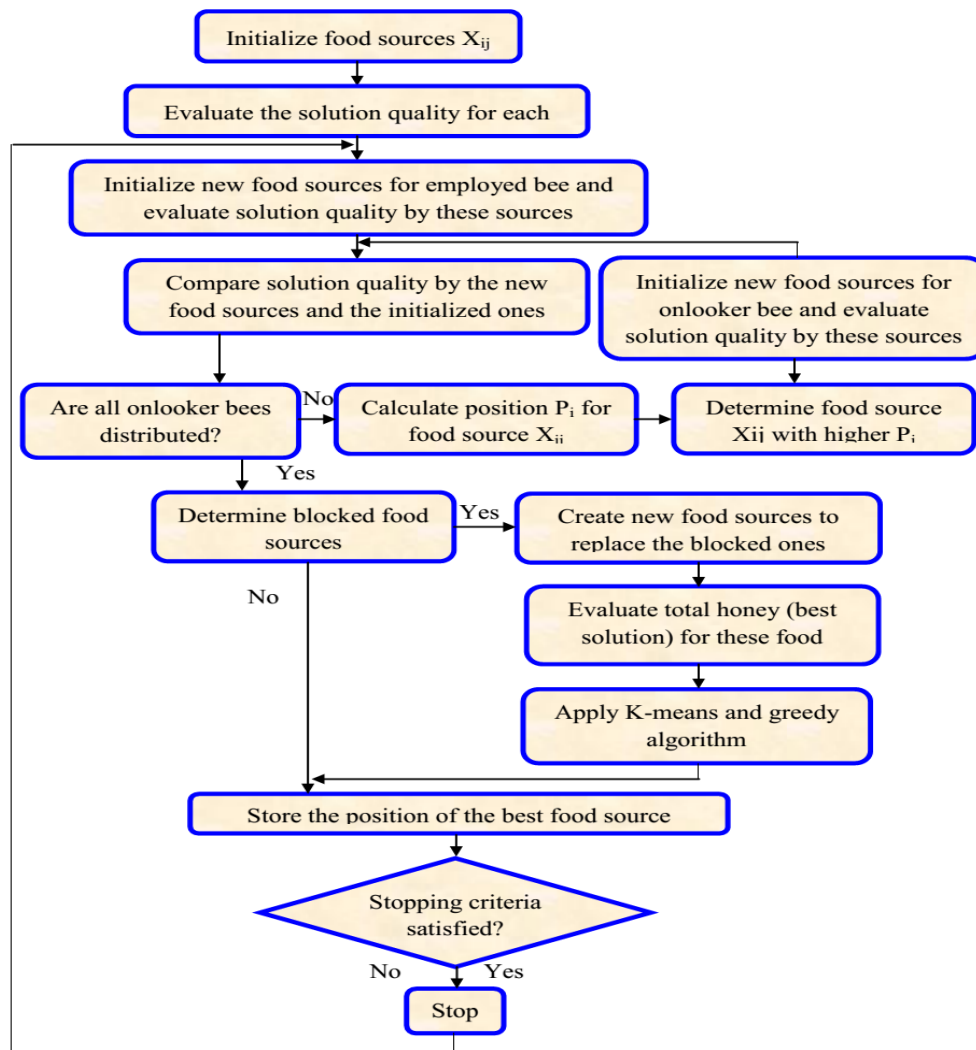 Initialize food sources Xij
Evaluate the solution quality for each
Initialize new food sources for employed bee and
evaluate solution quality by these sources
Compare solution quality by the new
food sources and the initialized ones
Initialize new food sources for
onlooker bee and evaluate
solution quality by these sources
Are all onlooker bees
distributed?
No
Calculate position Pi for
food source Xij
Determine food source
Xij with higher Pi
Yes
Determine blocked food
sources
Yes
Create new food sources to
replace the blocked ones
No
Evaluate total honey (best
solution) for these food
Apply K-means and greedy
algorithm
Store the position of the best food source
Stopping criteria
satisfied?
No
Yes
Stop